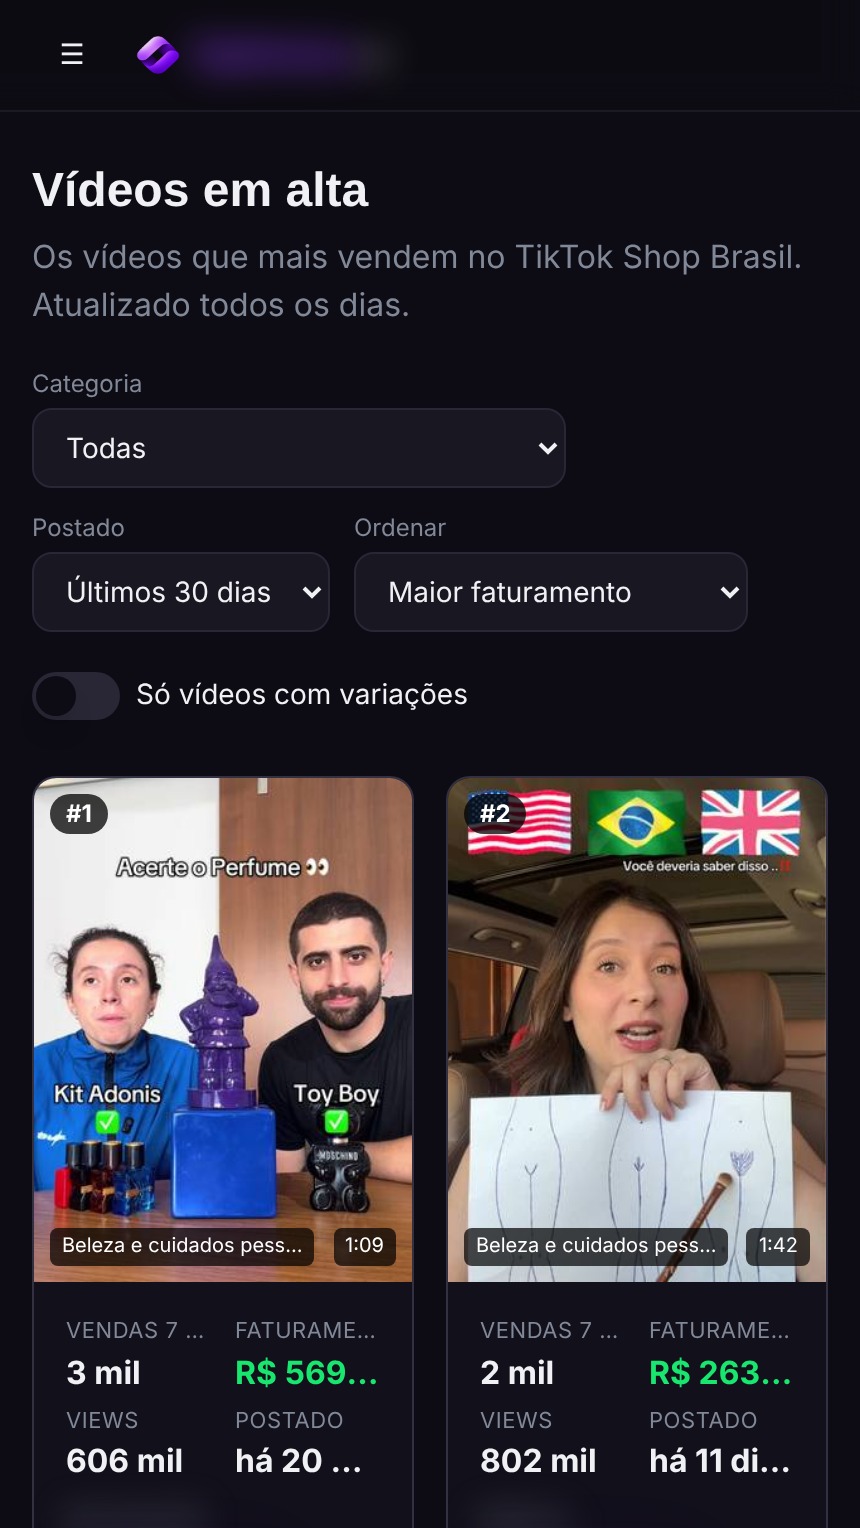 ☰
Vídeos em alta
Os vídeos que mais vendem no TikTok Shop Brasil.
Atualizado todos os dias.
Categoria
Todas
Postado
Ordenar
Últimos 30 dias
Maior faturamento
Só vídeos com variações
#1
Acerte o Perfume 👀
Kit Adonis
✅
Toy Boy
✅
MOSCHINO
Beleza e cuidados pess...
1:09
VENDAS 7 ...
FATURAME...
3 mil
R$ 569...
VIEWS
POSTADO
606 mil
há 20 ...
#2
Você deveria saber disso ..‼️
Beleza e cuidados pess...
1:42
VENDAS 7 ...
FATURAME...
2 mil
R$ 263...
VIEWS
POSTADO
802 mil
há 11 di...